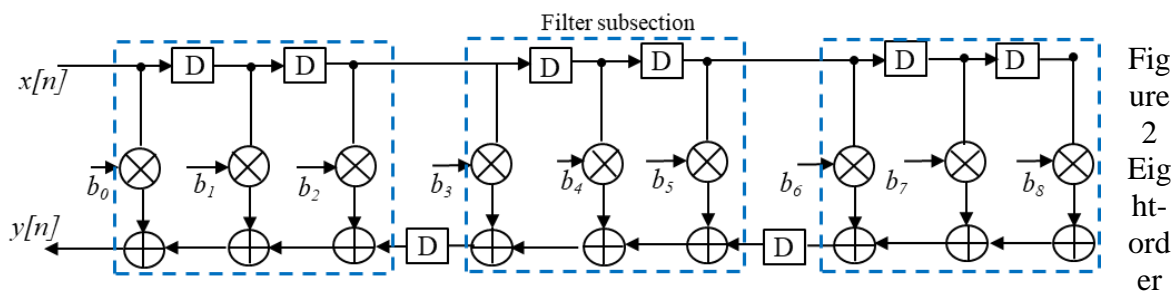 Filter subsection
D D D D D D
x[n]
b0 b1 b2 b3 b4 b5 b6 b7 b8
y[n]
D D
Fig
ure
2
Eig
ht-
ord
er